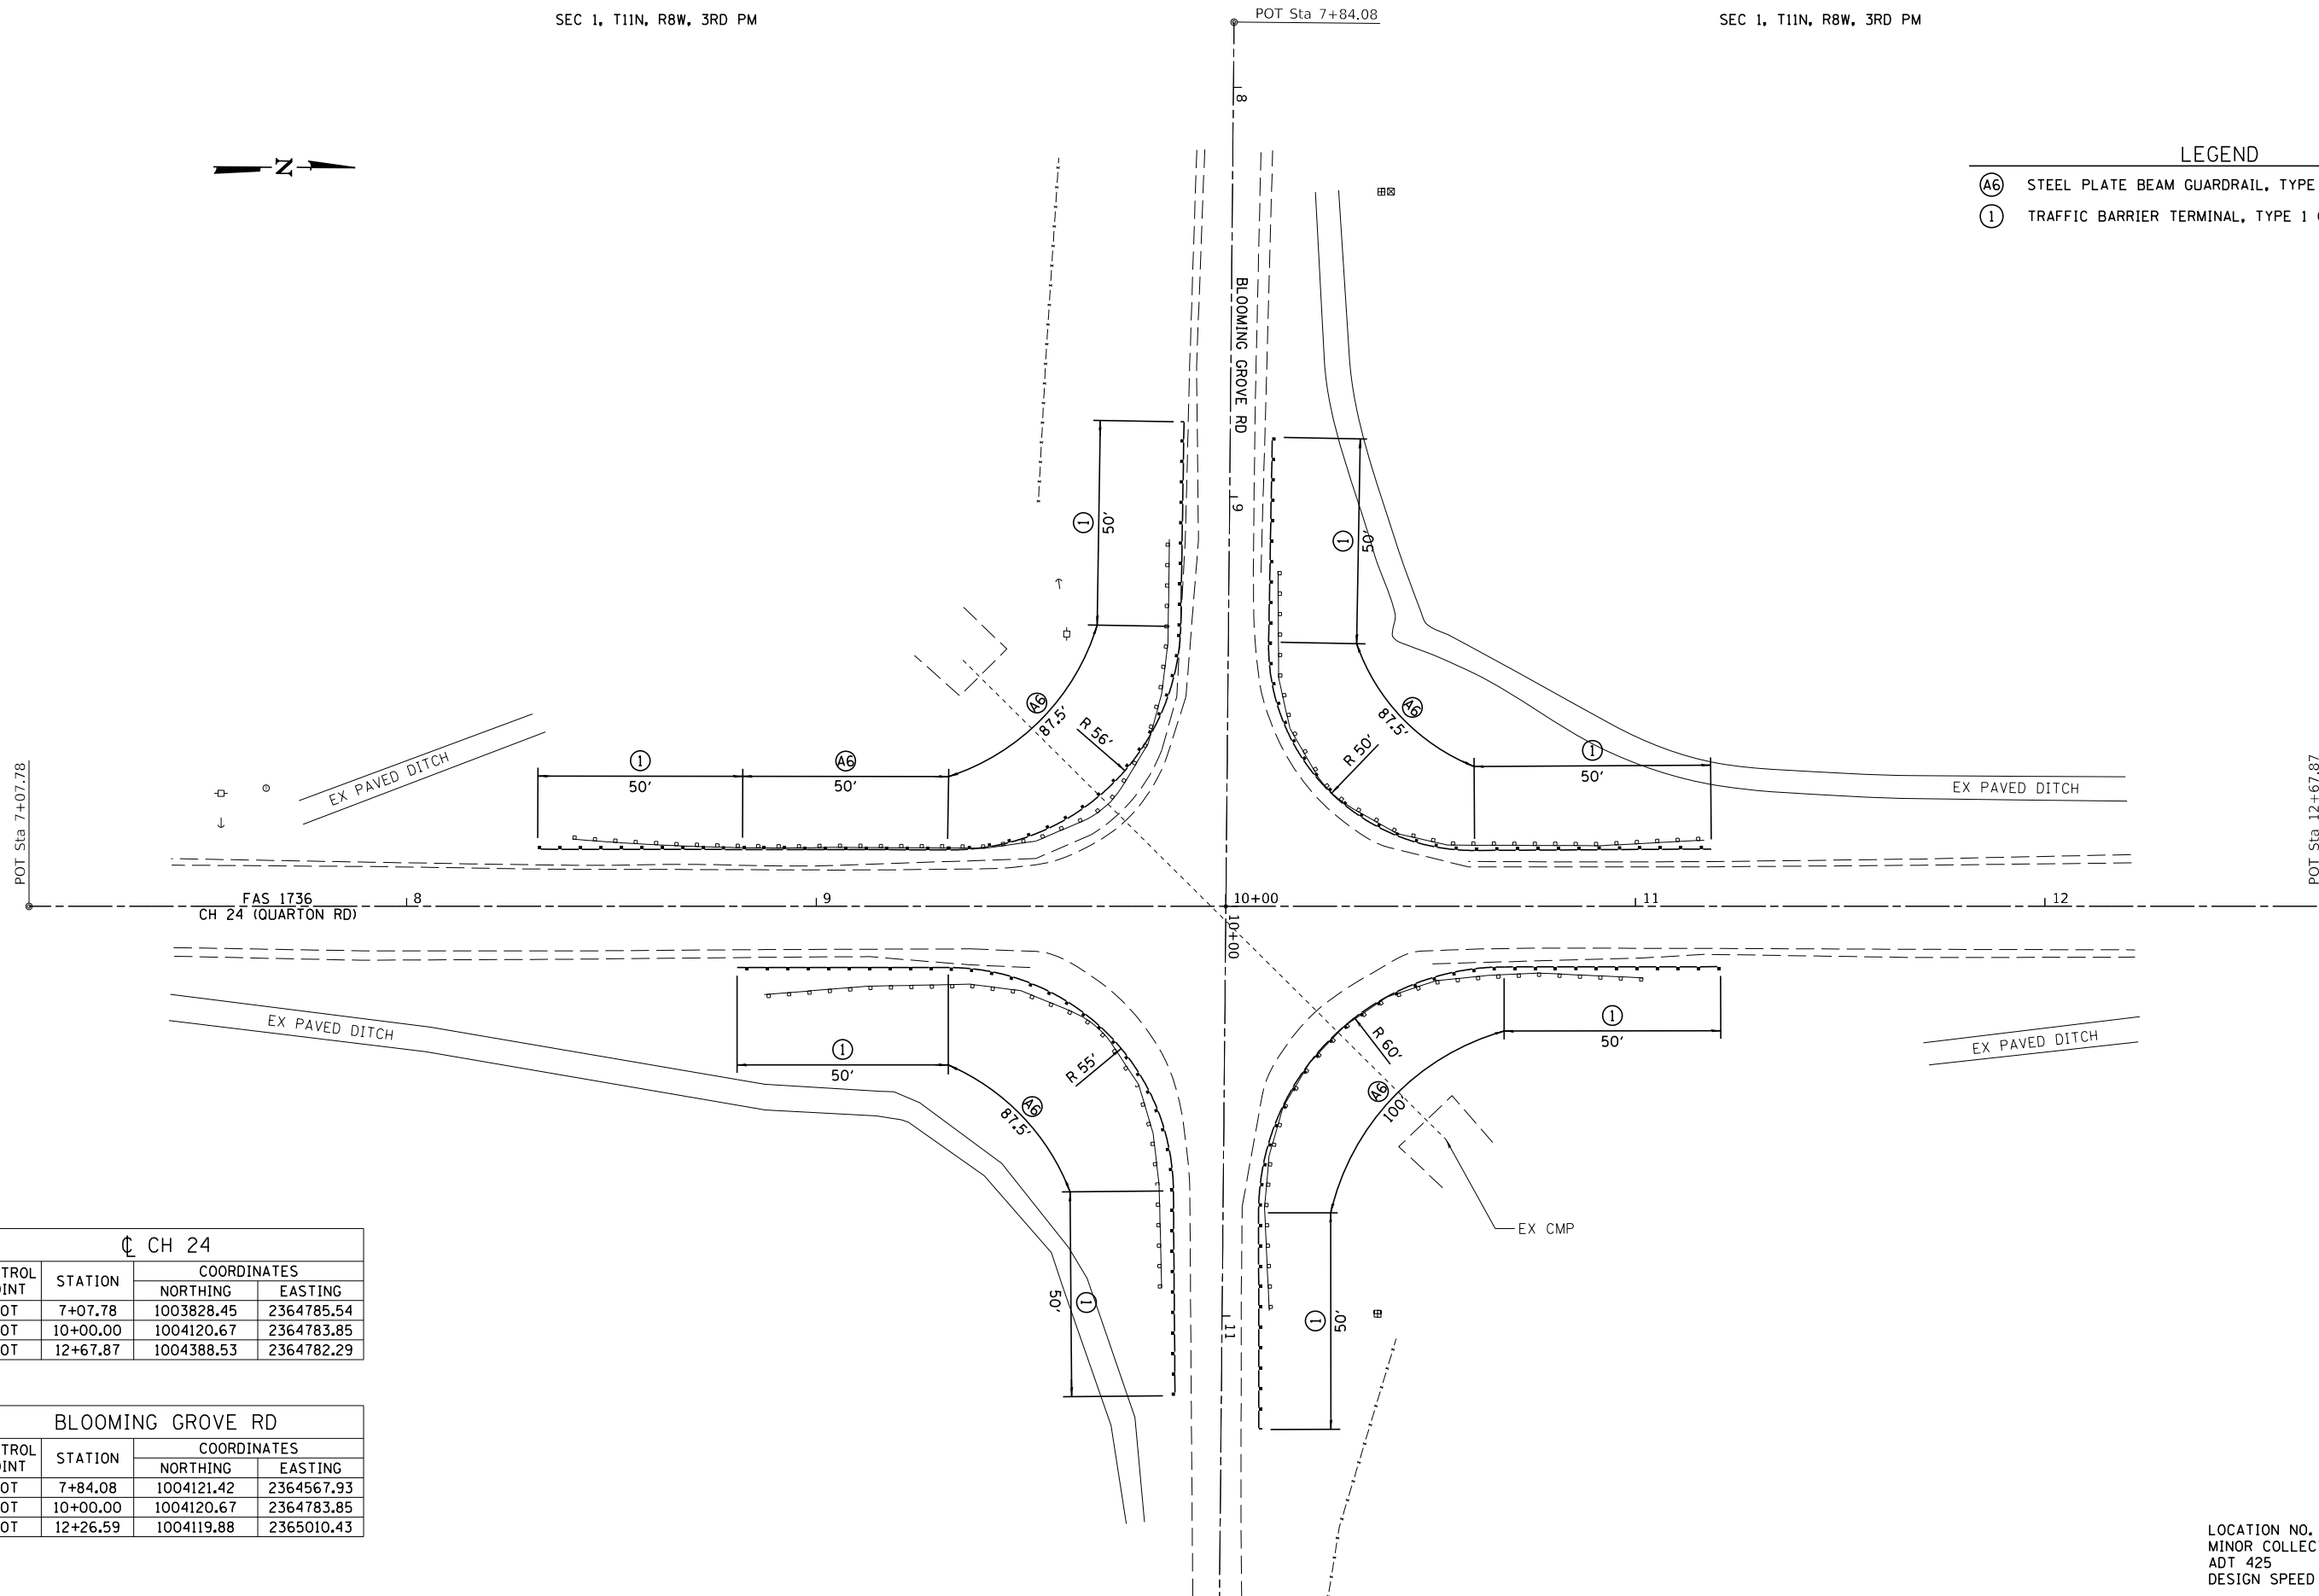 SEC 1, T11N, R8W, 3RD PM
POT Sta 7+84.08
SEC 1, T11N, R8W, 3RD PM
8
N
LEGEND
A6 STEEL PLATE BEAM GUARDRAIL, TYPE
1 TRAFFIC BARRIER TERMINAL, TYPE 1
BLOOMING GROVE RD
9
1
50'
1
50'
A6
87.5'
R 56'
A6
87.5'
R 50'
1
50'
A6
50'
1
50'
EX PAVED DITCH
EX PAVED DITCH
POT Sta 7+07.78
POT Sta 12+67.87
FAS 1736
CH 24 (QUARTON RD)
8
9
10+00
11
12
10+00
EX PAVED DITCH
1
50'
R 55'
A6
87.5'
R 60'
A6
100'
1
50'
EX PAVED DITCH
EX CMP
50'
1
1
50'
11
℄ CH 24
STATION
COORDINATES
NORTHING EASTING
7+07.78 1003828.45 2364785.54
10+00.00 1004120.67 2364783.85
12+67.87 1004388.53 2364782.29
BLOOMING GROVE RD
STATION
COORDINATES
NORTHING EASTING
7+84.08 1004121.42 2364567.93
10+00.00 1004120.67 2364783.85
12+26.59 1004119.88 2365010.43
LOCATION NO.
MINOR COLLEC
ADT 425
DESIGN SPEED